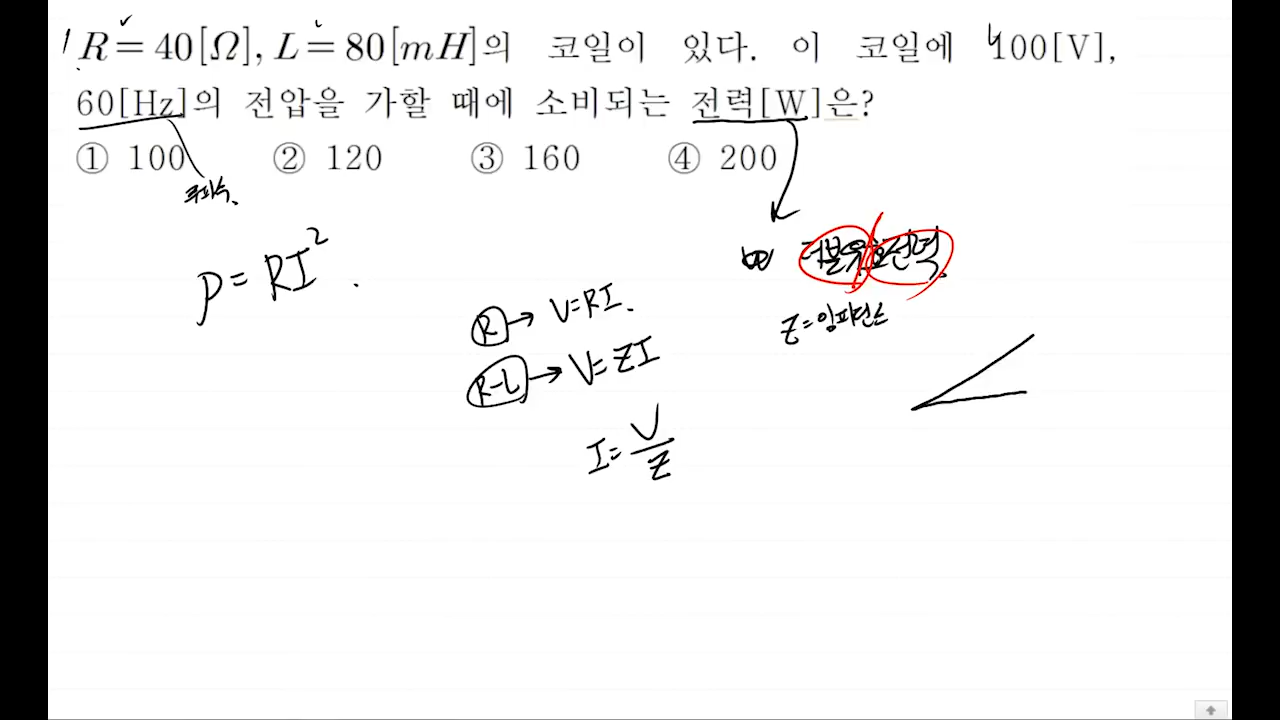 R = 40[Ω], L = 80[mH]의 코일이 있다. 이 코일에 100[V],
60[Hz]의 전압을 가할 때에 소비되는 전력[W]은?
① 100 ② 120 ③ 160 ④ 200
주파수.
P = RI²
R → V=RI.
Z=임피던스
R-L → V=ZI
I = V/Z